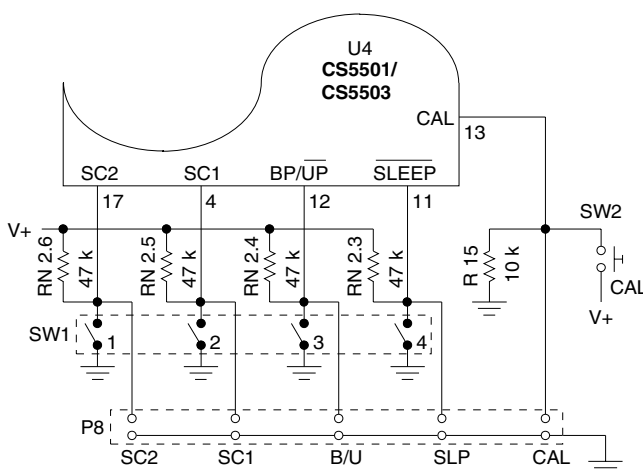 U4
CS5501/
CS5503
CAL
13
SC2 SC1 BP/UP SLEEP
17 4 12 11
SW2
V+
RN 2.6 47 k RN 2.5 47 k RN 2.4 47 k RN 2.3 47 k R 15 10 k
CAL
V+
SW1 1 2 3 4
P8
SC2 SC1 B/U SLP CAL